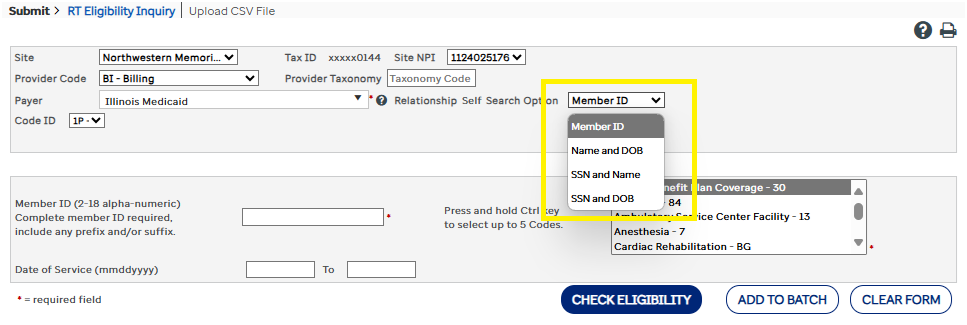 Submit > RT Eligibility Inquiry | Upload CSV File
?
Site Northwestern Memori... Tax ID xxxxx0144 Site NPI 1124025176
Provider Code BI - Billing Provider Taxonomy Taxonomy Code
Payer Illinois Medicaid * ? Relationship Self Search Option Member ID
Code ID 1P -
Member ID
Name and DOB
SSN and Name
SSN and DOB
Member ID (2-18 alpha-numeric)
Complete member ID required,
include any prefix and/or suffix.
*
Press and hold Ctrl key
to select up to 5 Codes.
Plan Coverage - 30
- 84
Ambulatory Service Center Facility - 13
Anesthesia - 7
Cardiac Rehabilitation - BG
*
Date of Service (mmddyyyy) To
* = required field
CHECK ELIGIBILITY ADD TO BATCH CLEAR FORM